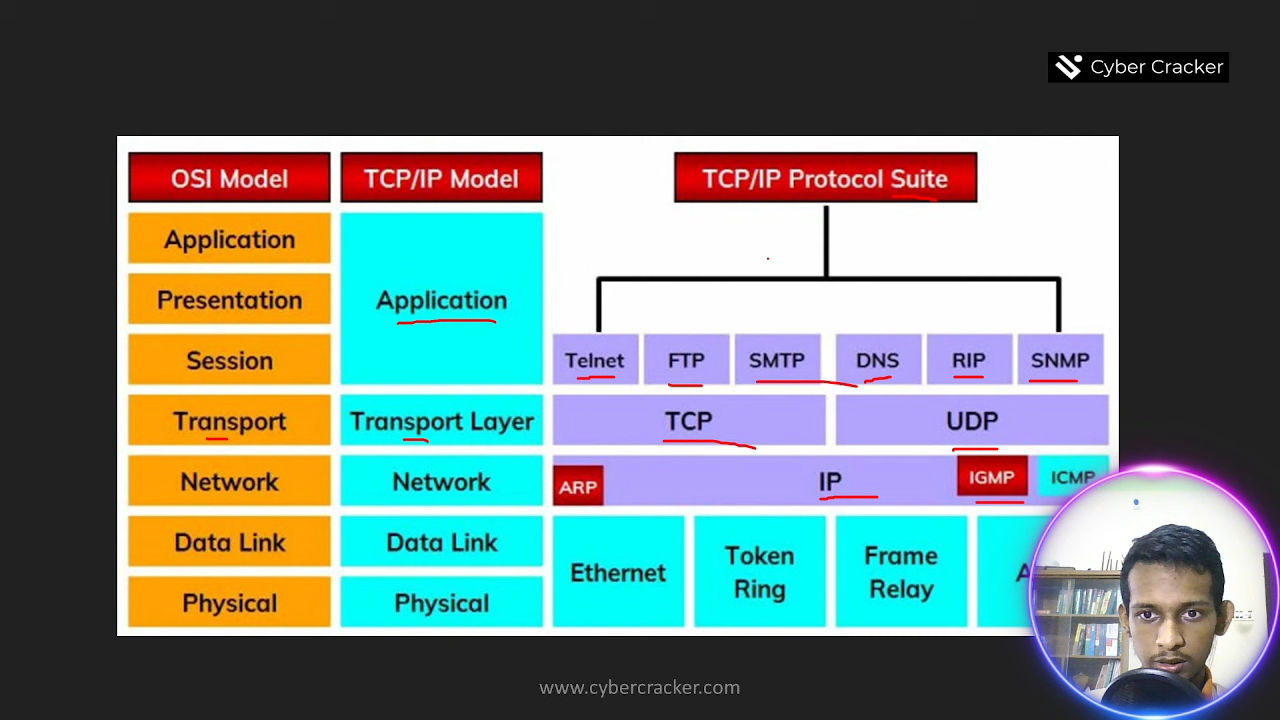 Cyber Cracker
OSI Model
TCP/IP Model
TCP/IP Protocol Suite
Application
Presentation
Session
Application
Telnet
FTP
SMTP
DNS
RIP
SNMP
Transport
Transport Layer
TCP
UDP
Network
Network
ARP
IP
IGMP
ICMP
Data Link
Data Link
Physical
Physical
Ethernet
Token
Ring
Frame
Relay
www.cybercracker.com